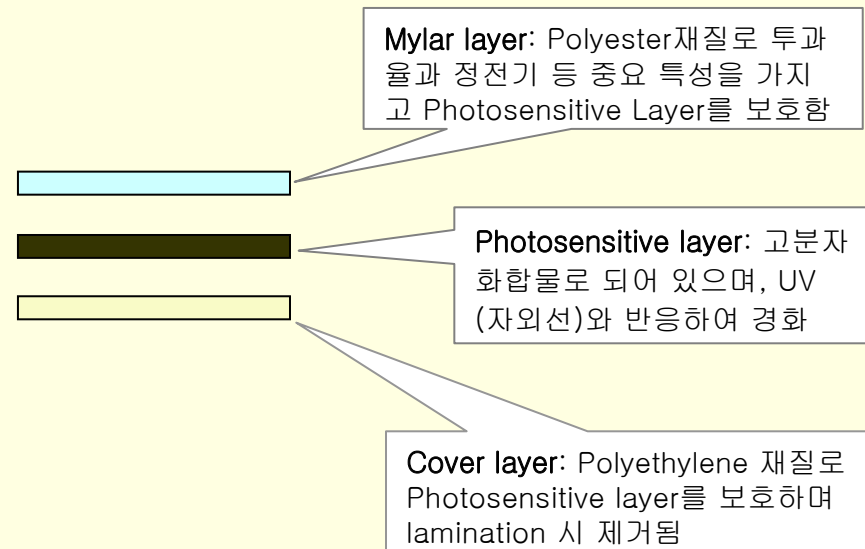 Mylar layer: Polyester재질로 투과
율과 정전기 등 중요 특성을 가지
고 Photosensitive Layer를 보호함
Photosensitive layer: 고분자
화합물로 되어 있으며, UV
(자외선)와 반응하여 경화
Cover layer: Polyethylene 재질로
Photosensitive layer를 보호하며
lamination 시 제거됨